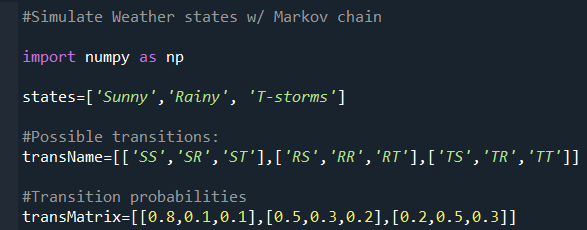 #Simulate Weather states w/ Markov chain
import numpy as np
states=['Sunny','Rainy', 'T-storms']
#Possible transitions:
transName=[['SS','SR','ST'],['RS','RR','RT'],['TS','TR','TT']]
#Transition probabilities
transMatrix=[[0.8,0.1,0.1],[0.5,0.3,0.2],[0.2,0.5,0.3]]